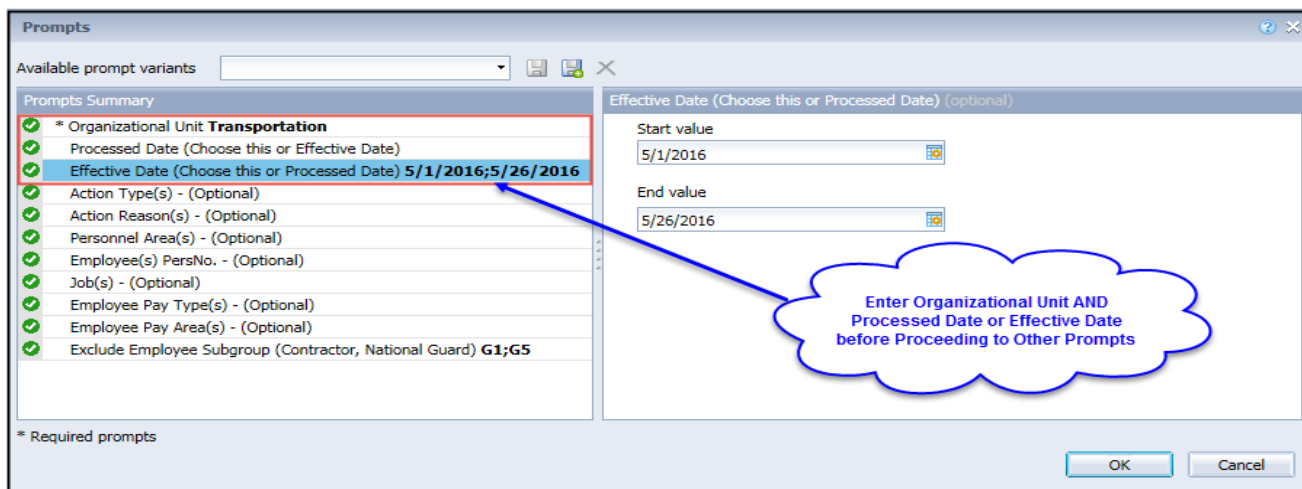 Prompts
Available prompt variants
Prompts Summary
* Organizational Unit Transportation
Processed Date (Choose this or Effective Date)
Effective Date (Choose this or Processed Date) 5/1/2016;5/26/2016
Action Type(s) - (Optional)
Action Reason(s) - (Optional)
Personnel Area(s) - (Optional)
Employee(s) PersNo. - (Optional)
Job(s) - (Optional)
Employee Pay Type(s) - (Optional)
Employee Pay Area(s) - (Optional)
Exclude Employee Subgroup (Contractor, National Guard) G1;G5
* Required prompts
Effective Date (Choose this or Processed Date) (optional)
Start value
5/1/2016
End value
5/26/2016
Enter Organizational Unit AND
Processed Date or Effective Date
before Proceeding to Other Prompts
OK
Cancel